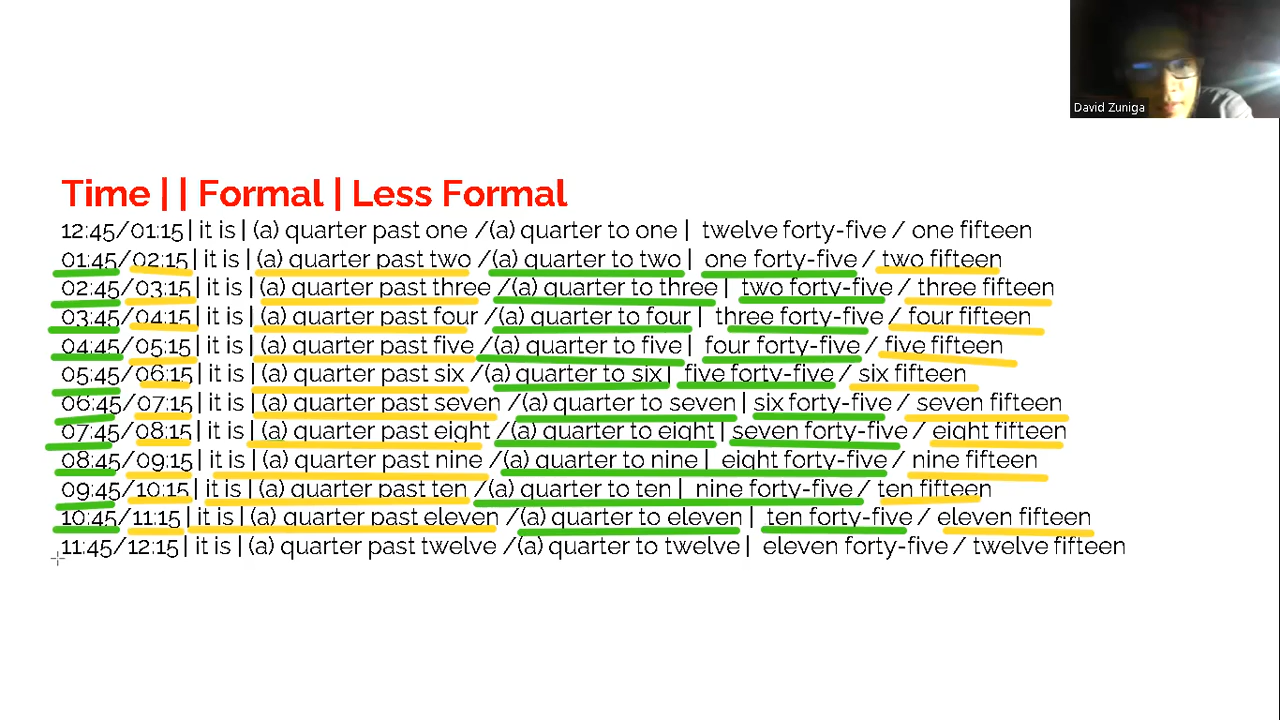 David Zuniga
Time | | Formal | Less Formal
12:45/01:15| it is | (a) quarter past one /(a) quarter to one | twelve forty-five / one fifteen
01:45/02:15| it is | (a) quarter past two /(a) quarter to two | one forty-five / two fifteen
02:45/03:15| it is | (a) quarter past three /(a) quarter to three | two forty-five / three fifteen
03:45/04:15| it is | (a) quarter past four /(a) quarter to four | three forty-five / four fifteen
04:45/05:15| it is | (a) quarter past five /(a) quarter to five | four forty-five / five fifteen
05:45/06:15| it is | (a) quarter past six /(a) quarter to six | five forty-five / six fifteen
06:45/07:15| it is | (a) quarter past seven /(a) quarter to seven | six forty-five / seven fifteen
07:45/08:15| it is | (a) quarter past eight /(a) quarter to eight | seven forty-five / eight fifteen
08:45/09:15| it is | (a) quarter past nine /(a) quarter to nine | eight forty-five / nine fifteen
09:45/10:15| it is | (a) quarter past ten /(a) quarter to ten | nine forty-five / ten fifteen
10:45/11:15| it is | (a) quarter past eleven /(a) quarter to eleven | ten forty-five / eleven fifteen
11:45/12:15| it is | (a) quarter past twelve /(a) quarter to twelve | eleven forty-five / twelve fifteen